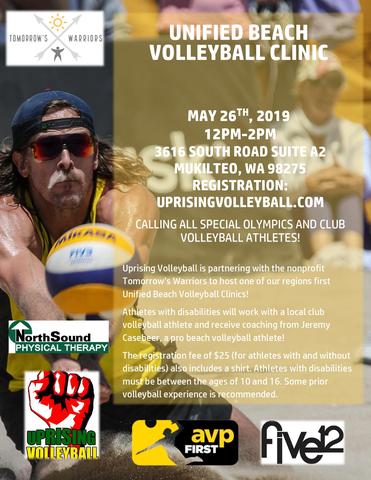 TOMORROW'S WARRIORS
UNIFIED BEACH
VOLLEYBALL CLINIC
MAY 26TH, 2019
12PM-2PM
3616 SOUTH ROAD SUITE A2
MUKILTEO, WA 98275
REGISTRATION:
UPRISINGVOLLEYBALL.COM
CALLING ALL SPECIAL OLYMPICS AND CLUB
VOLLEYBALL ATHLETES!
Uprising Volleyball is partnering with the nonprofit
Tomorrow's Warriors to host one of our regions first
Unified Beach Volleyball Clinics!
Athletes with disabilities will work with a local club
volleyball athlete and receive coaching from Jeremy
Casebeer, a pro beach volleyball athlete!
The registration fee of $25 (for athletes with and without
disabilities) also includes a shirt. Athletes with disabilities
must be between the ages of 10 and 16. Some prior
volleyball experience is recommended.
MIKASA
FIVB
NorthSound
PHYSICAL THERAPY
UPRISING
VOLLEYBALL
avp
FIRST
five12